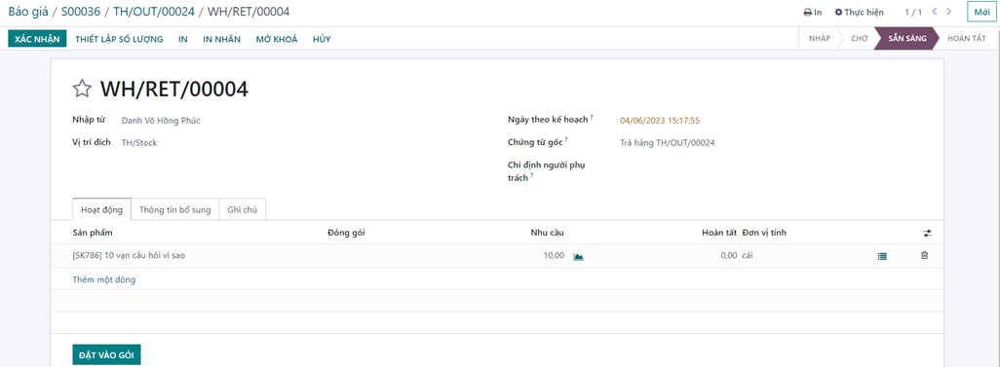 Báo giá / S00036 / TH/OUT/00024 / WH/RET/00004 In Thực hiện 1 / 1 Mới
XÁC NHẬN THIẾT LẬP SỐ LƯỢNG IN IN NHÃN MỞ KHOÁ HỦY NHÁP CHỜ SẴN SÀNG HOÀN TẤT
WH/RET/00004
Nhập từ Danh Võ Hồng Phúc Ngày theo kế hoạch ? 04/06/2023 15:17:55
Vị trí đích TH/Stock Chứng từ gốc ? Trả hàng TH/OUT/00024
Chỉ định người phụ
trách ?
Hoạt động Thông tin bổ sung Ghi chú
Sản phẩm Đóng gói Nhu cầu Hoàn tất Đơn vị tính
[SK786] 10 vạn câu hỏi vì sao 10,00 0,00 cái
Thêm một dòng
ĐẶT VÀO GÓI